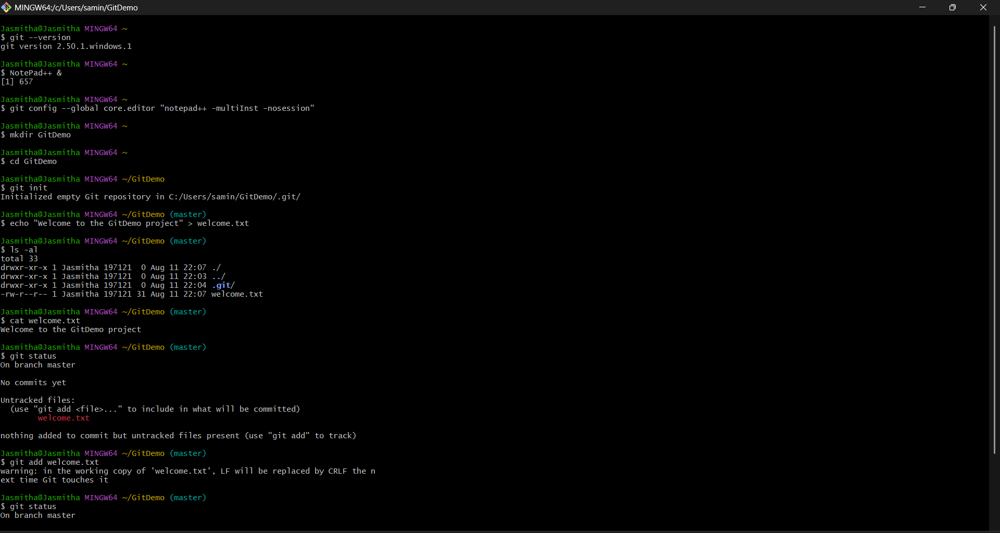 MINGW64:/c/Users/samin/GitDemo
Jasmitha@Jasmitha MINGW64 ~
$ git --version
git version 2.50.1.windows.1
Jasmitha@Jasmitha MINGW64 ~
$ NotePad++ &
[1] 657
Jasmitha@Jasmitha MINGW64 ~
$ git config --global core.editor "notepad++ -multiInst -nosession"
Jasmitha@Jasmitha MINGW64 ~
$ mkdir GitDemo
Jasmitha@Jasmitha MINGW64 ~
$ cd GitDemo
Jasmitha@Jasmitha MINGW64 ~/GitDemo
$ git init
Initialized empty Git repository in C:/Users/samin/GitDemo/.git/
Jasmitha@Jasmitha MINGW64 ~/GitDemo (master)
$ echo "Welcome to the GitDemo project" > welcome.txt
Jasmitha@Jasmitha MINGW64 ~/GitDemo (master)
$ ls -al
total 33
drwxr-xr-x 1 Jasmitha 197121  0 Aug 11 22:07 ./
drwxr-xr-x 1 Jasmitha 197121  0 Aug 11 22:03 ../
drwxr-xr-x 1 Jasmitha 197121  0 Aug 11 22:04 .git/
-rw-r--r-- 1 Jasmitha 197121 31 Aug 11 22:07 welcome.txt
Jasmitha@Jasmitha MINGW64 ~/GitDemo (master)
$ cat welcome.txt
Welcome to the GitDemo project
Jasmitha@Jasmitha MINGW64 ~/GitDemo (master)
$ git status
On branch master
No commits yet
Untracked files:
  (use "git add <file>..." to include in what will be committed)
        welcome.txt
nothing added to commit but untracked files present (use "git add" to track)
Jasmitha@Jasmitha MINGW64 ~/GitDemo (master)
$ git add welcome.txt
warning: in the working copy of 'welcome.txt', LF will be replaced by CRLF the n
ext time Git touches it
Jasmitha@Jasmitha MINGW64 ~/GitDemo (master)
$ git status
On branch master